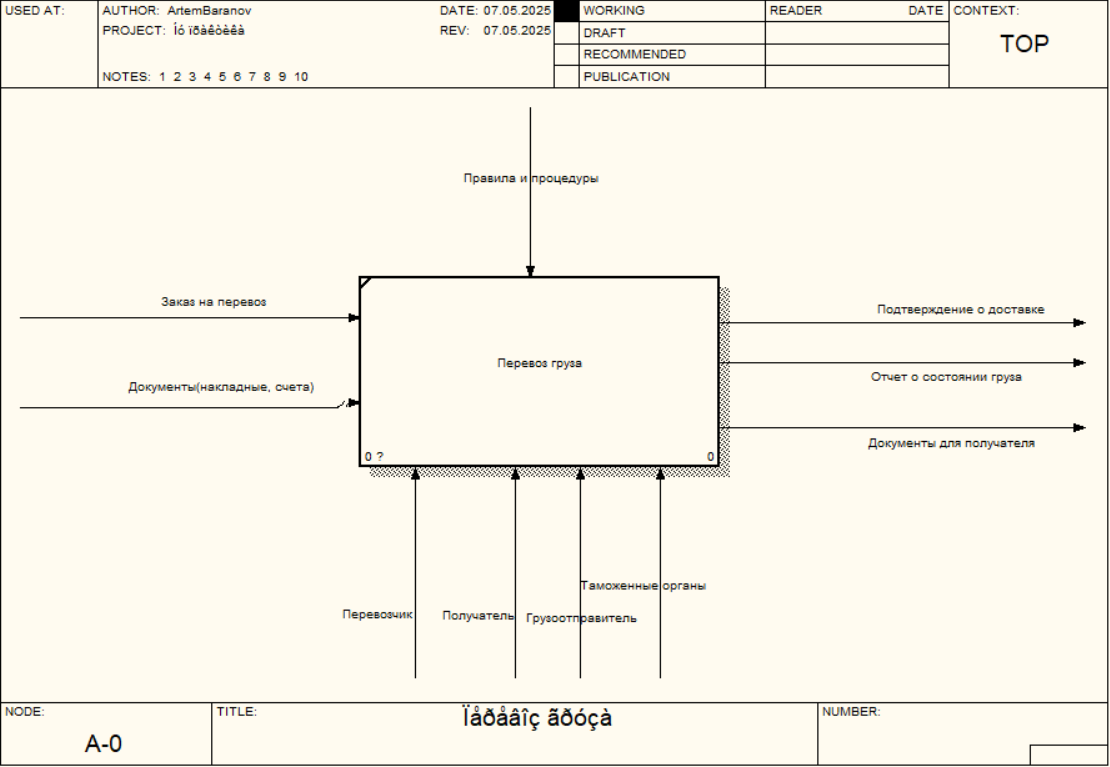 USED AT:
AUTHOR: ArtemBaranov
DATE: 07.05.2025
PROJECT: Íó ïðàêòèêà
REV: 07.05.2025
NOTES: 1 2 3 4 5 6 7 8 9 10
WORKING
DRAFT
RECOMMENDED
PUBLICATION
READER
DATE
CONTEXT:
TOP
Правила и процедуры
Заказ на перевоз
Документы(накладные, счета)
Перевоз груза
0 ?
0
Подтверждение о доставке
Отчет о состоянии груза
Документы для получателя
Таможенные органы
Перевозчик
Получатель
Грузоотправитель
NODE:
A-0
TITLE:
Ïåðåâîç ãðóçà
NUMBER: